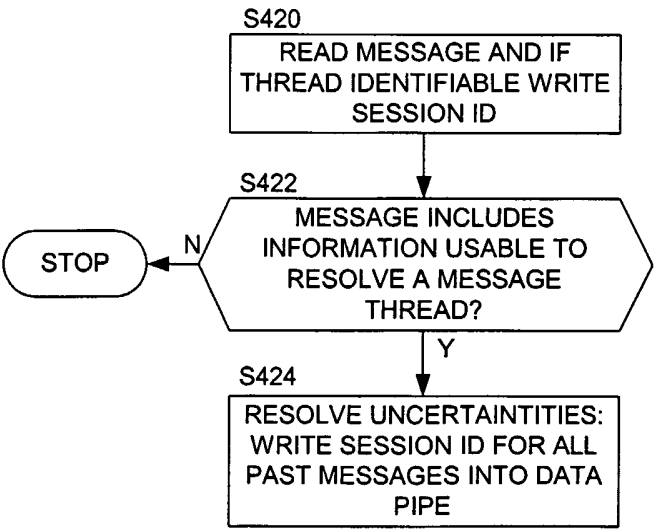 S420
READ MESSAGE AND IF
THREAD IDENTIFIABLE WRITE
SESSION ID
S422
MESSAGE INCLUDES
INFORMATION USABLE TO
RESOLVE A MESSAGE
THREAD?
N
STOP
Y
S424
RESOLVE UNCERTAINTITIES:
WRITE SESSION ID FOR ALL
PAST MESSAGES INTO DATA
PIPE